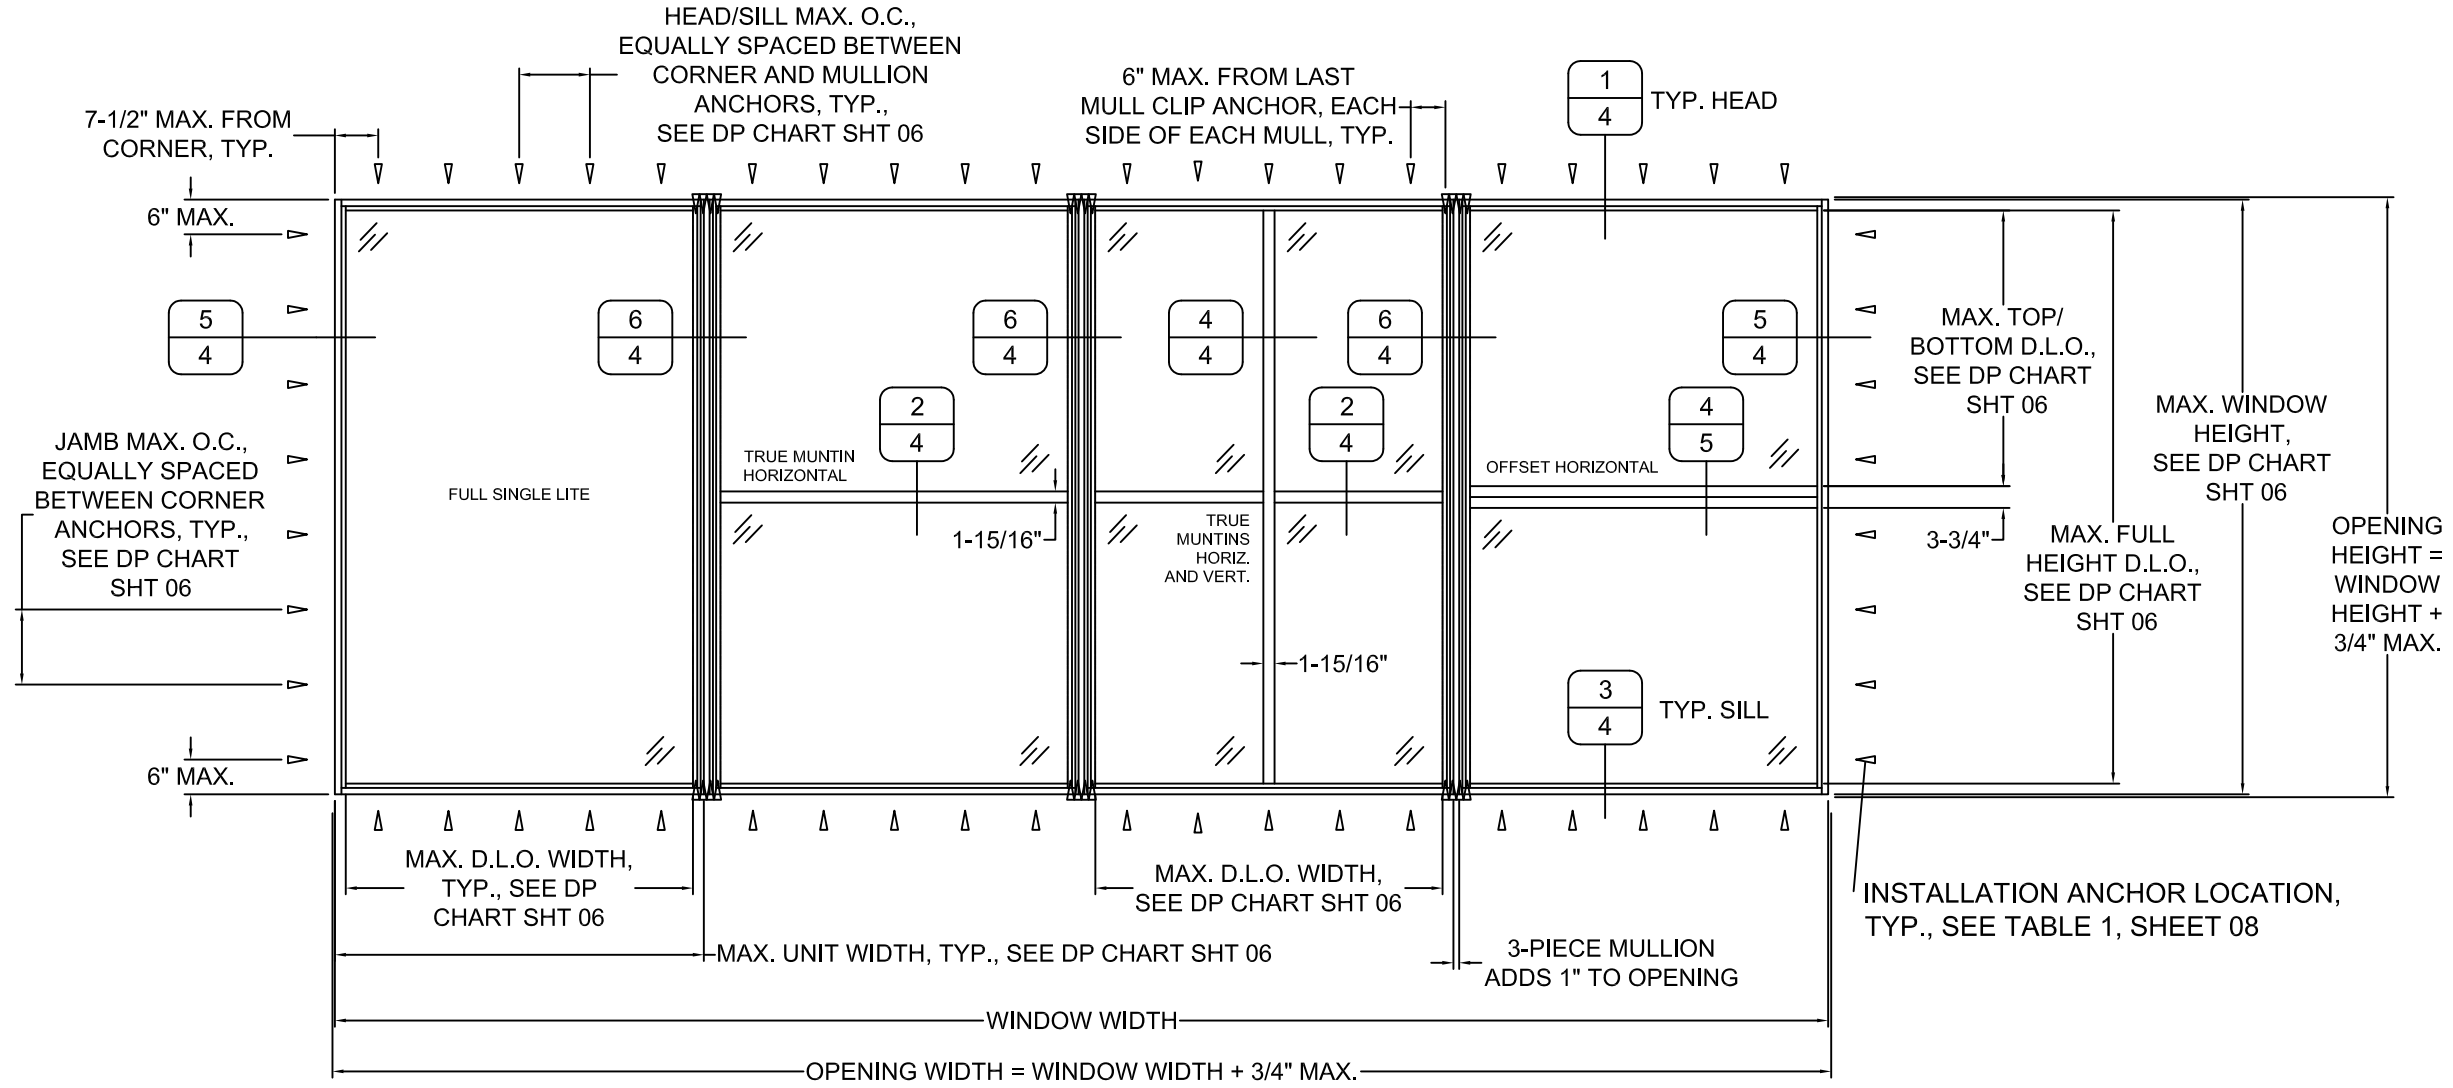 HEAD/SILL MAX. O.C.,
EQUALLY SPACED BETWEEN
CORNER AND MULLION
ANCHORS, TYP.,
SEE DP CHART SHT 06
6" MAX. FROM LAST
MULL CLIP ANCHOR, EACH
SIDE OF EACH MULL, TYP.
1
4
TYP. HEAD
7-1/2" MAX. FROM
CORNER, TYP.
6" MAX.
5
4
6
4
6
4
4
4
6
4
5
4
MAX. TOP/
BOTTOM D.L.O.,
SEE DP CHART
SHT 06
2
4
2
4
4
5
MAX. WINDOW
HEIGHT,
SEE DP CHART
SHT 06
JAMB MAX. O.C.,
EQUALLY SPACED
BETWEEN CORNER
ANCHORS, TYP.,
SEE DP CHART
SHT 06
FULL SINGLE LITE
TRUE MUNTIN
HORIZONTAL
OFFSET HORIZONTAL
1-15/16"
TRUE
MUNTINS
HORIZ.
AND VERT.
3-3/4"
MAX. FULL
HEIGHT D.L.O.,
SEE DP CHART
SHT 06
OPENING
HEIGHT =
WINDOW
HEIGHT +
3/4" MAX.
1-15/16"
3
4
TYP. SILL
6" MAX.
MAX. D.L.O. WIDTH,
TYP., SEE DP
CHART SHT 06
MAX. D.L.O. WIDTH,
SEE DP CHART SHT 06
INSTALLATION ANCHOR LOCATION,
TYP., SEE TABLE 1, SHEET 08
MAX. UNIT WIDTH, TYP., SEE DP CHART SHT 06
3-PIECE MULLION
ADDS 1" TO OPENING
WINDOW WIDTH
OPENING WIDTH = WINDOW WIDTH + 3/4" MAX.